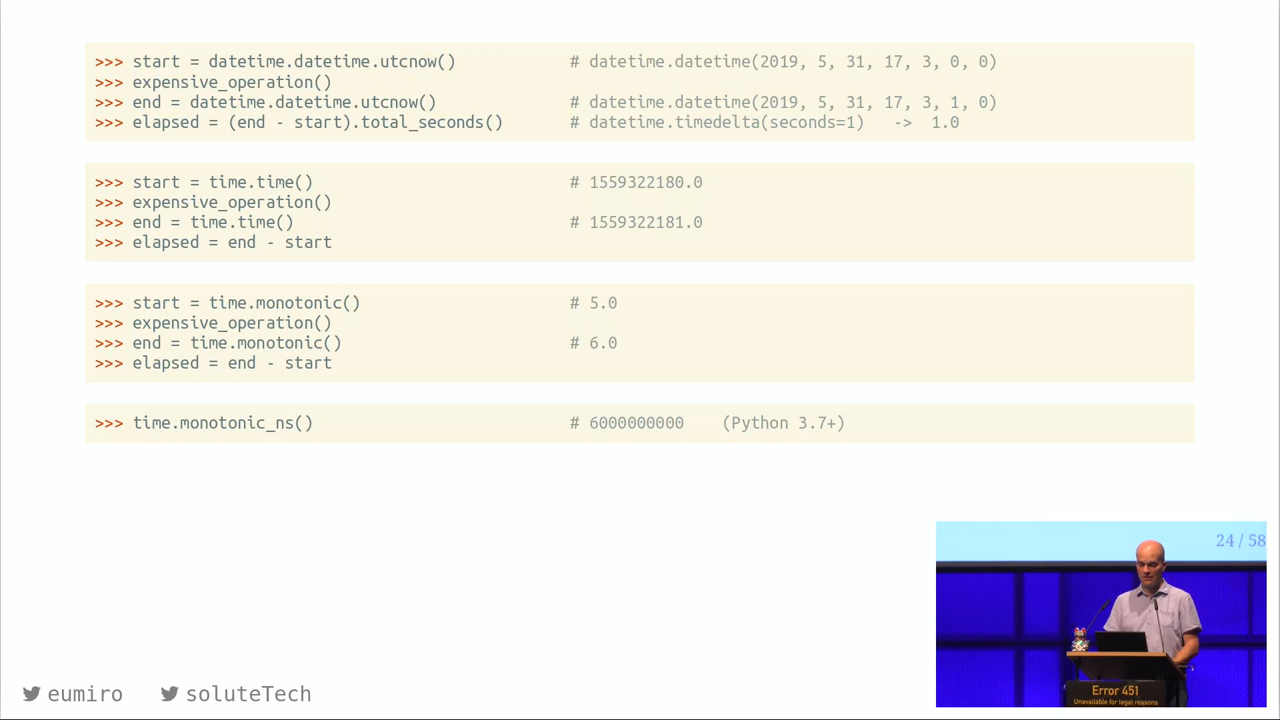 >>> start = datetime.datetime.utcnow() # datetime.datetime(2019, 5, 31, 17, 3, 0, 0)
>>> expensive_operation()
>>> end = datetime.datetime.utcnow() # datetime.datetime(2019, 5, 31, 17, 3, 1, 0)
>>> elapsed = (end - start).total_seconds() # datetime.timedelta(seconds=1) -> 1.0
>>> start = time.time() # 1559322180.0
>>> expensive_operation()
>>> end = time.time() # 1559322181.0
>>> elapsed = end - start
>>> start = time.monotonic() # 5.0
>>> expensive_operation()
>>> end = time.monotonic() # 6.0
>>> elapsed = end - start
>>> time.monotonic_ns() # 6000000000 (Python 3.7+)
24 / 58
Error 451
Unavailable for legal reasons
eumiro soluteTech